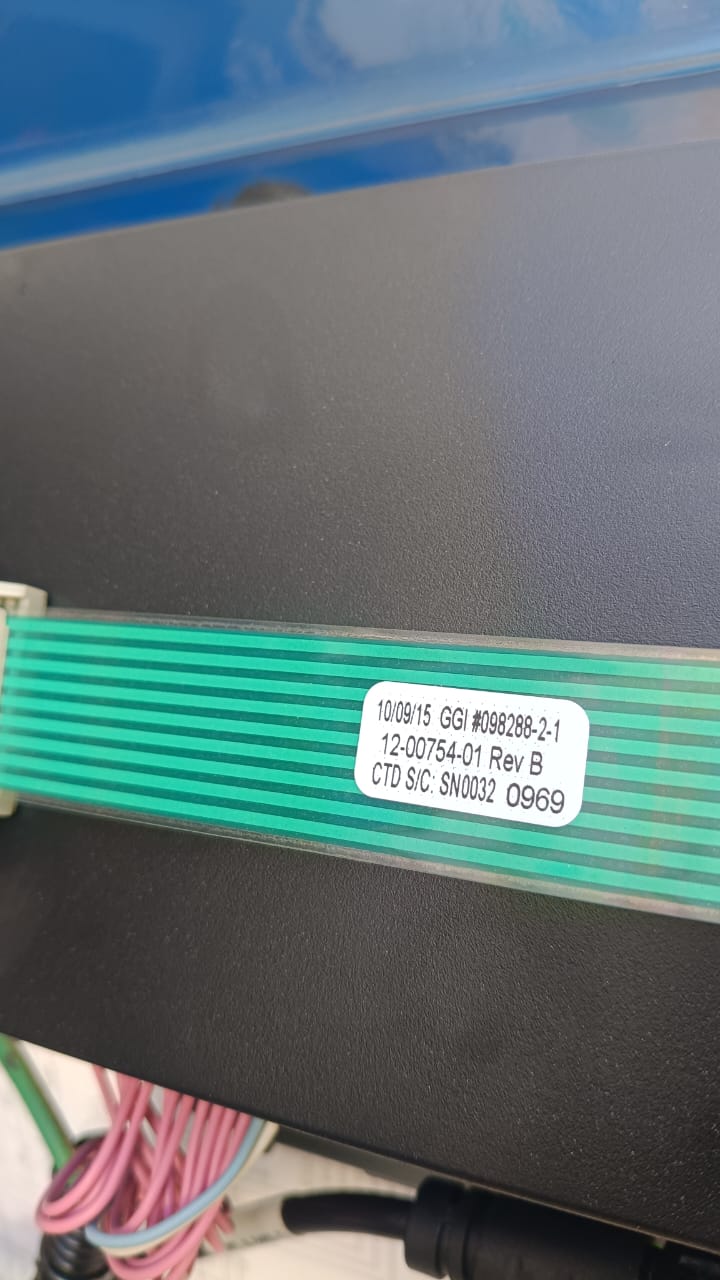 10/09/15 GGI #098288-2-1
12-00754-01 Rev B
CTD S/C: SN0032 0969